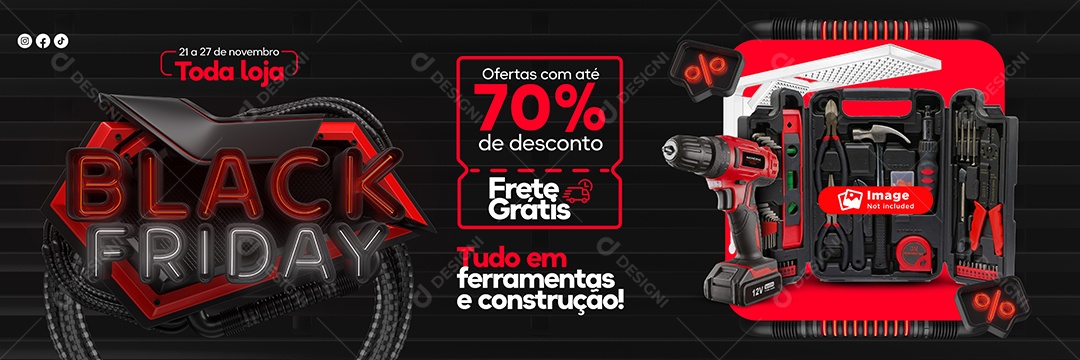 21 a 27 de novembro
Toda loja
BLACK
FRIDAY
Ofertas com até
70%
de desconto
Frete
Grátis
Tudo em
ferramentas
e construção!
%
Image
Not included
12V
%
DESIGNI